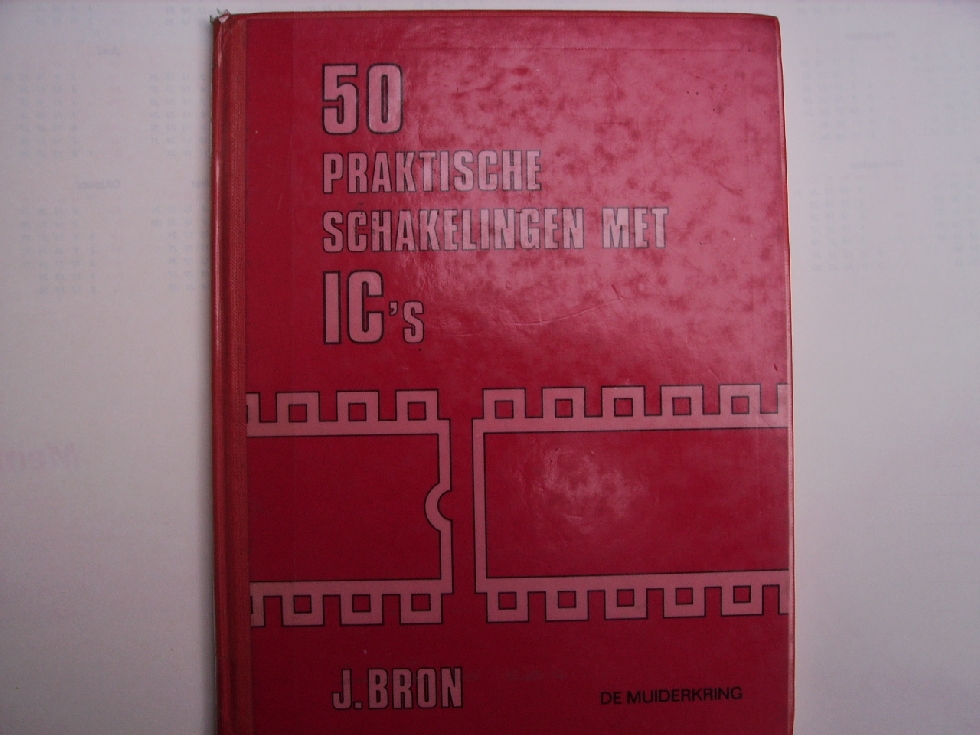 50
PRAKTISCHE
SCHAKELINGEN MET
IC's
J.BRON
DE MUIDERKRING